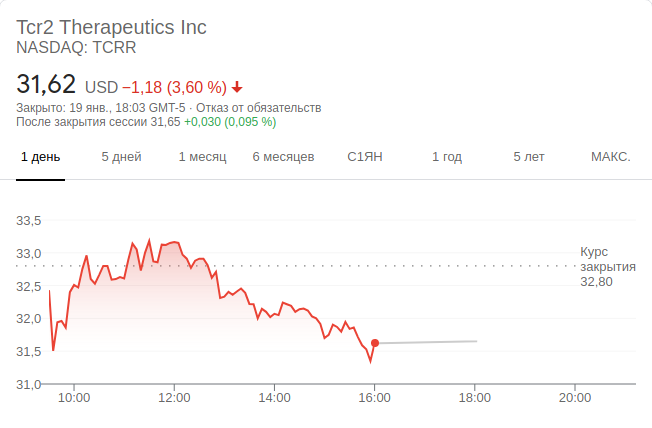 Tcr2 Therapeutics Inc
NASDAQ: TCRR
31,62 USD −1,18 (3,60 %)
Закрыто: 19 янв., 18:03 GMT-5 · Отказ от обязательств
После закрытия сессии 31,65 +0,030 (0,095 %)
1 день 5 дней 1 месяц 6 месяцев С1ЯН 1 год 5 лет МАКС.
33,5
33,0
32,5
32,0
31,5
31,0
Курс
закрытия
32,80
10:00 12:00 14:00 16:00 18:00 20:00